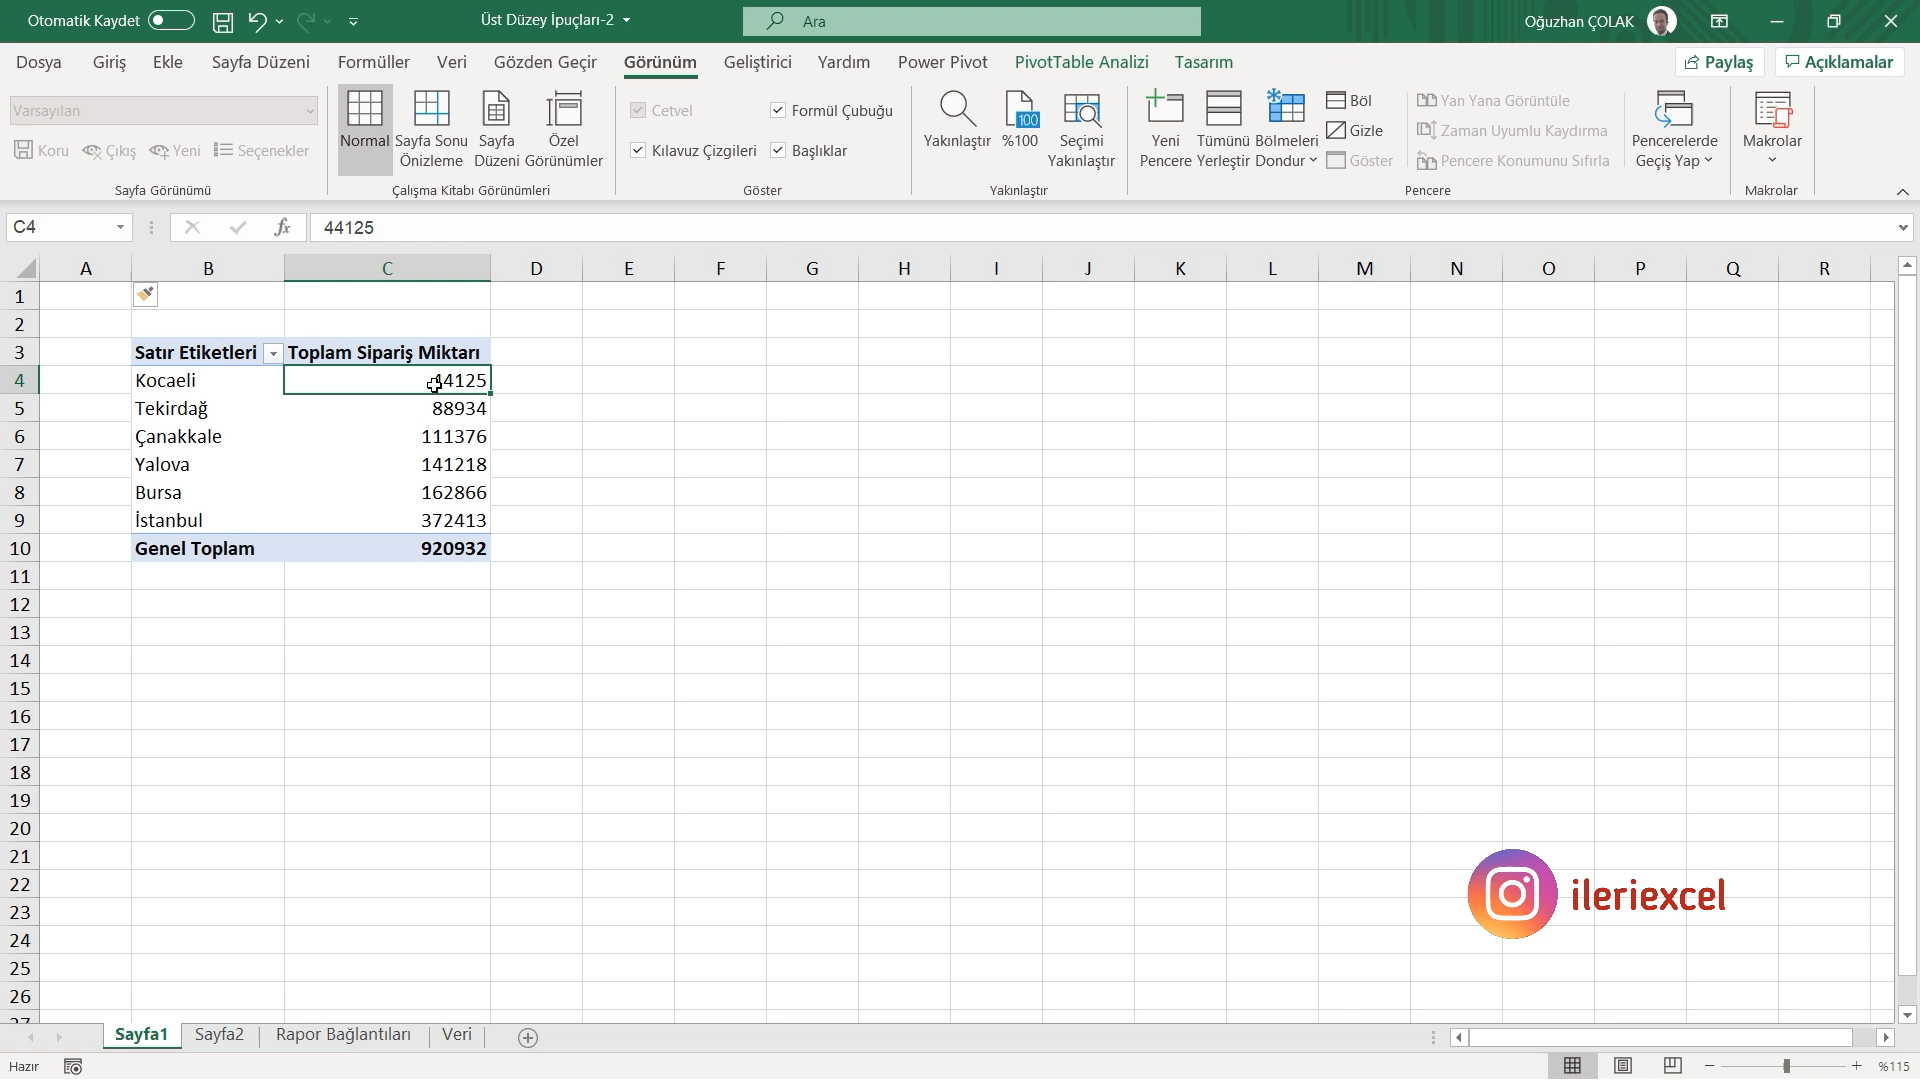 Otomatik Kaydet
Üst Düzey İpuçları-2
Ara
Oğuzhan ÇOLAK
Dosya Giriş Ekle Sayfa Düzeni Formüller Veri Gözden Geçir Görünüm Geliştirici Yardım Power Pivot PivotTable Analizi Tasarım Paylaş Açıklamalar
Varsayılan
Koru Çıkış Yeni Seçenekler
Sayfa Görünümü
Normal
Sayfa Sonu Önizleme
Sayfa Düzeni
Özel Görünümler
Çalışma Kitabı Görünümleri
Cetvel Formül Çubuğu
Kılavuz Çizgileri Başlıklar
Göster
Yakınlaştır
100
%100
Seçimi Yakınlaştır
Yakınlaştır
Yeni Pencere
Tümünü Yerleştir
Bölmeleri Dondur
Böl
Gizle
Göster
Yan Yana Görüntüle
Zaman Uyumlu Kaydırma
Pencere Konumunu Sıfırla
Pencerelerde Geçiş Yap
Pencere
Makrolar
Makrolar
C4 fx 44125
A B C D E F G H I J K L M N O P Q R
1
2
3 Satır Etiketleri Toplam Sipariş Miktarı
4 Kocaeli 44125
5 Tekirdağ 88934
6 Çanakkale 111376
7 Yalova 141218
8 Bursa 162866
9 İstanbul 372413
10 Genel Toplam 920932
11
12
13
14
15
16
17
18
19
20
21
22
23
24
25
26
27
ileriexcel
Sayfa1 Sayfa2 Rapor Bağlantıları Veri
Hazır
%115